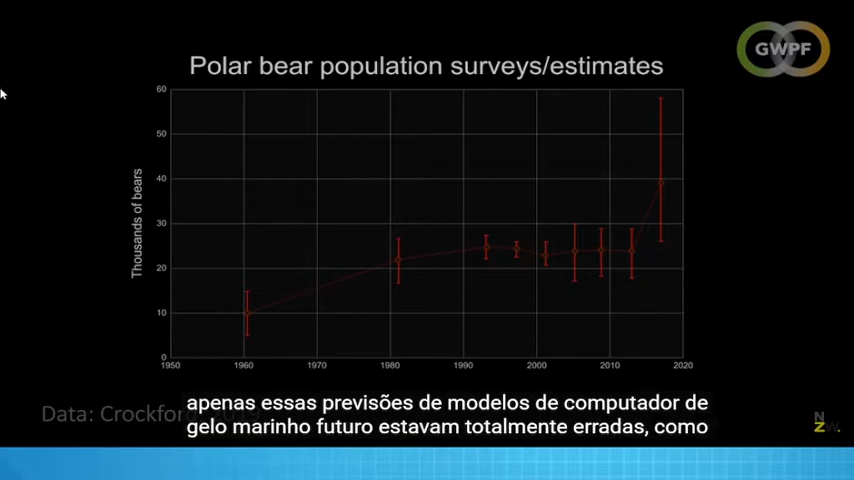 GWPF
Polar bear population surveys/estimates
60
50
40
30
20
10
0
Thousands of bears
1950
1960
1970
1980
1990
2000
2010
2020
Data: Crockford
apenas essas previsões de modelos de computador de
gelo marinho futuro estavam totalmente erradas, como
NZW.